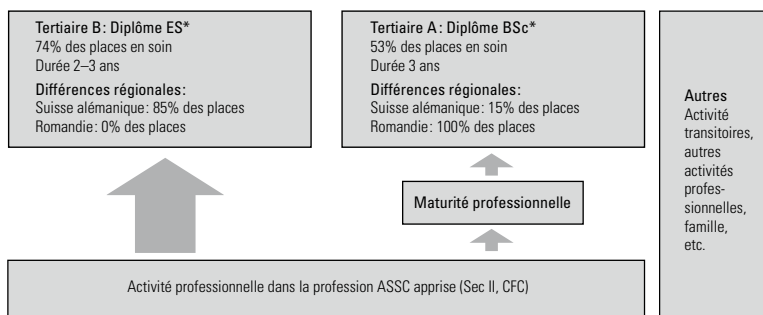 Tertiaire B: Diplôme ES*
74% des places en soin
Durée 2–3 ans
Différences régionales:
Suisse alémanique: 85% des places
Romandie: 0% des places
Tertiaire A: Diplôme BSc*
53% des places en soin
Durée 3 ans
Différences régionales:
Suisse alémanique: 15% des places
Romandie: 100% des places
Maturité professionnelle
Activité professionnelle dans la profession ASSC apprise (Sec II, CFC)
Autres
Activité
transitoires,
autres
activités
profes-
sionnelles,
famille,
etc.